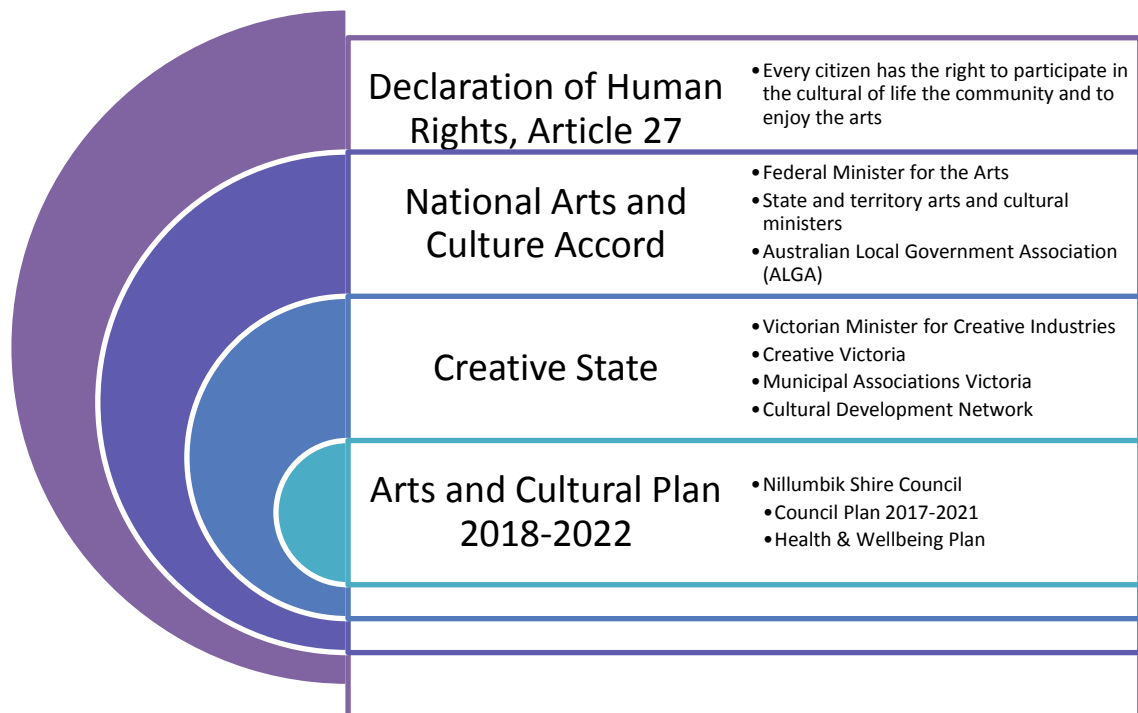 Declaration of Human
Rights, Article 27
•Every citizen has the right to participate in
the cultural of life the community and to
enjoy the arts
National Arts and
Culture Accord
•Federal Minister for the Arts
•State and territory arts and cultural
ministers
•Australian Local Government Association
(ALGA)
Creative State
•Victorian Minister for Creative Industries
•Creative Victoria
•Municipal Associations Victoria
•Cultural Development Network
Arts and Cultural Plan
2018-2022
•Nillumbik Shire Council
•Council Plan 2017-2021
•Health & Wellbeing Plan